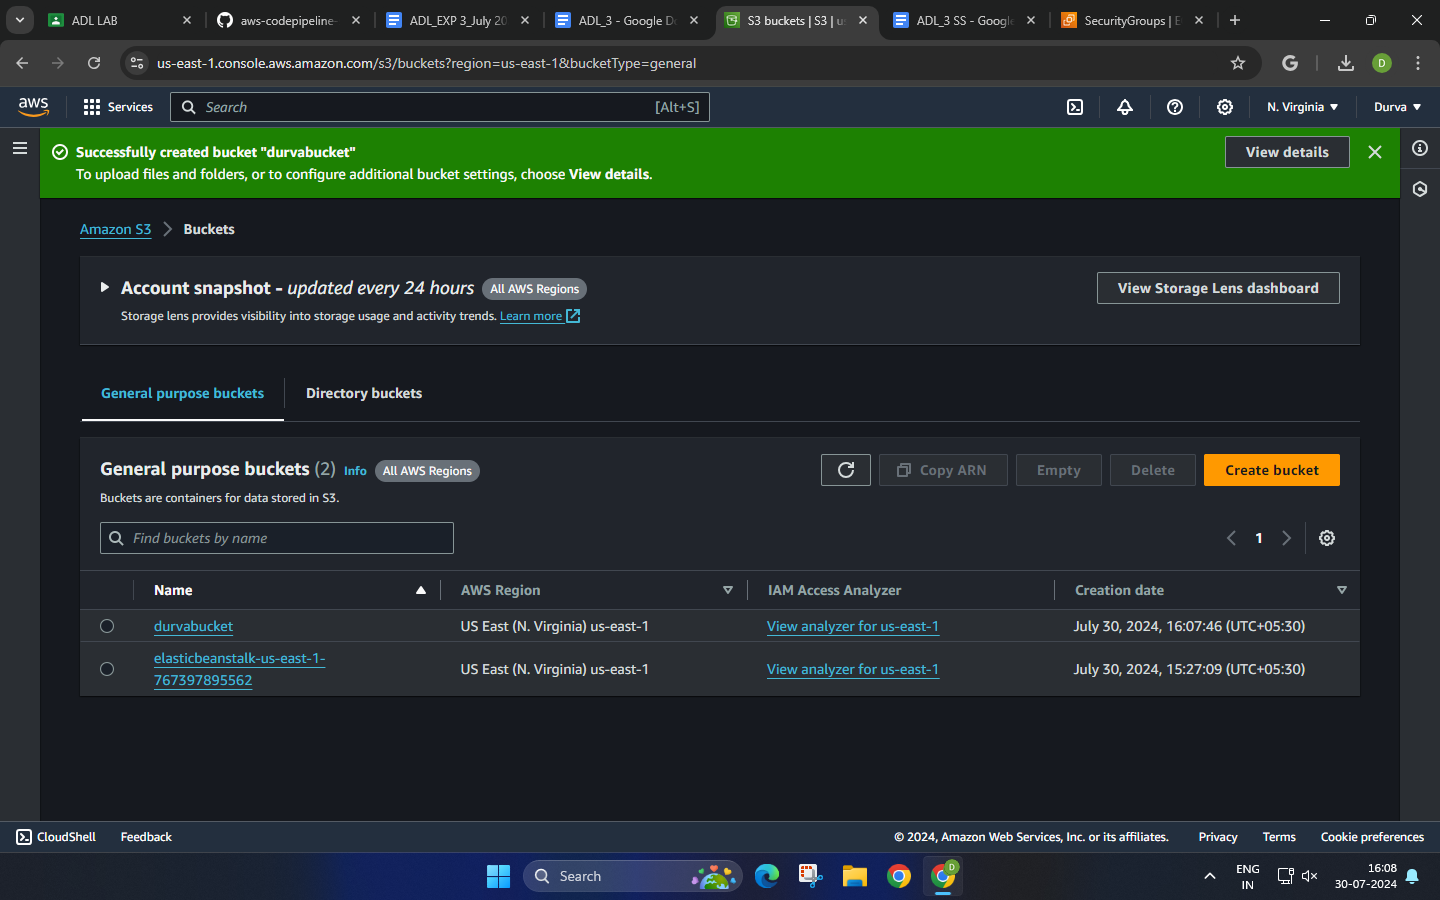 ADL LAB
aws-codepipeline-
ADL_EXP 3_July 20
ADL_3 - Google Do
S3 buckets | S3 | us
ADL_3 SS - Google
SecurityGroups | E
us-east-1.console.aws.amazon.com/s3/buckets?region=us-east-1&bucketType=general
D
aws
Services
Search
[Alt+S]
N. Virginia
Durva
Successfully created bucket "durvabucket"
To upload files and folders, or to configure additional bucket settings, choose View details.
View details
Amazon S3
Buckets
Account snapshot - updated every 24 hours
All AWS Regions
Storage lens provides visibility into storage usage and activity trends. Learn more
View Storage Lens dashboard
General purpose buckets
Directory buckets
General purpose buckets (2) Info
All AWS Regions
Buckets are containers for data stored in S3.
Copy ARN
Empty
Delete
Create bucket
Find buckets by name
1
Name
AWS Region
IAM Access Analyzer
Creation date
durvabucket
US East (N. Virginia) us-east-1
View analyzer for us-east-1
July 30, 2024, 16:07:46 (UTC+05:30)
elasticbeanstalk-us-east-1-
767397895562
US East (N. Virginia) us-east-1
View analyzer for us-east-1
July 30, 2024, 15:27:09 (UTC+05:30)
CloudShell
Feedback
© 2024, Amazon Web Services, Inc. or its affiliates.
Privacy
Terms
Cookie preferences
Search
D
ENG
IN
16:08
30-07-2024